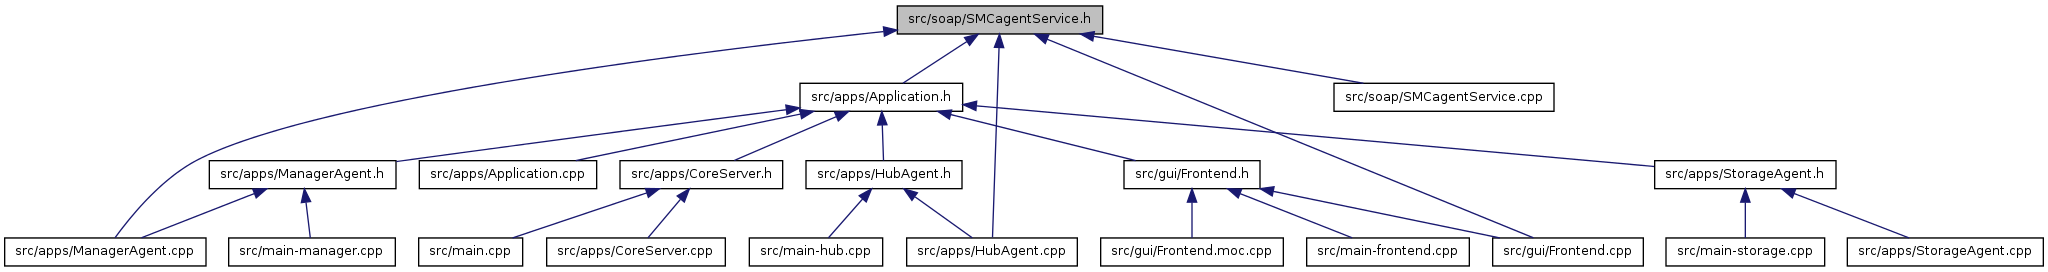 src/soap/SMCagentService.h
src/apps/Application.h
src/soap/SMCagentService.cpp
src/apps/ManagerAgent.h
src/apps/Application.cpp
src/apps/CoreServer.h
src/apps/HubAgent.h
src/gui/Frontend.h
src/apps/StorageAgent.h
src/apps/ManagerAgent.cpp
src/main-manager.cpp
src/main.cpp
src/apps/CoreServer.cpp
src/main-hub.cpp
src/apps/HubAgent.cpp
src/gui/Frontend.moc.cpp
src/main-frontend.cpp
src/gui/Frontend.cpp
src/main-storage.cpp
src/apps/StorageAgent.cpp